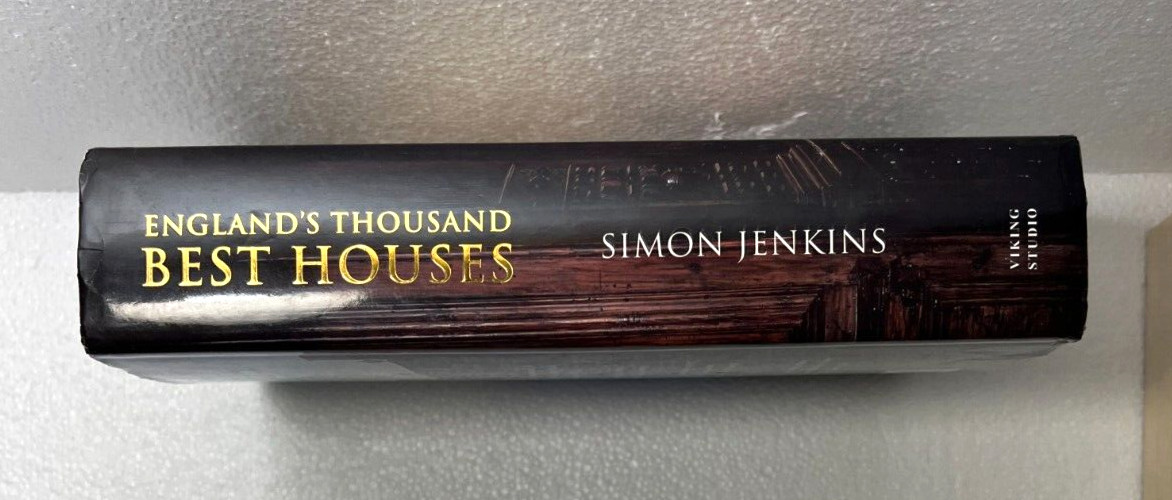 ENGLAND'S THOUSAND
BEST HOUSES
SIMON JENKINS
VIKING
STUDIO